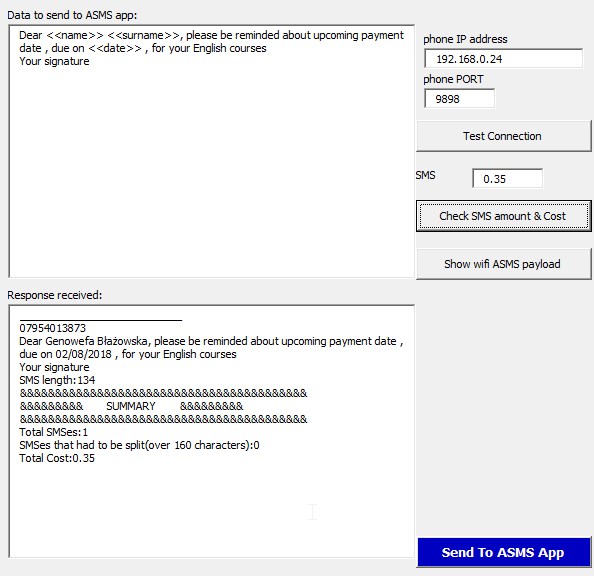 Data to send to ASMS app:
Dear <<name>> <<surname>>, please be reminded about upcoming payment
date , due on <<date>> , for your English courses
Your signature
phone IP address
192.168.0.24
phone PORT
9898
Test Connection
SMS
0.35
Check SMS amount & Cost
Show wifi ASMS payload
Response received:
07954013873
Dear Genowefa Błażowska, please be reminded about upcoming payment date ,
due on 02/08/2018 , for your English courses
Your signature
SMS length:134
&&&&&&&&&&&&&&&&&&&&&&&&&&&&&&&&&&&&&&&&&
&&&&&&&&& SUMMARY &&&&&&&&&
&&&&&&&&&&&&&&&&&&&&&&&&&&&&&&&&&&&&&&&&&
Total SMSes:1
SMSes that had to be split(over 160 characters):0
Total Cost:0.35
Send To ASMS App